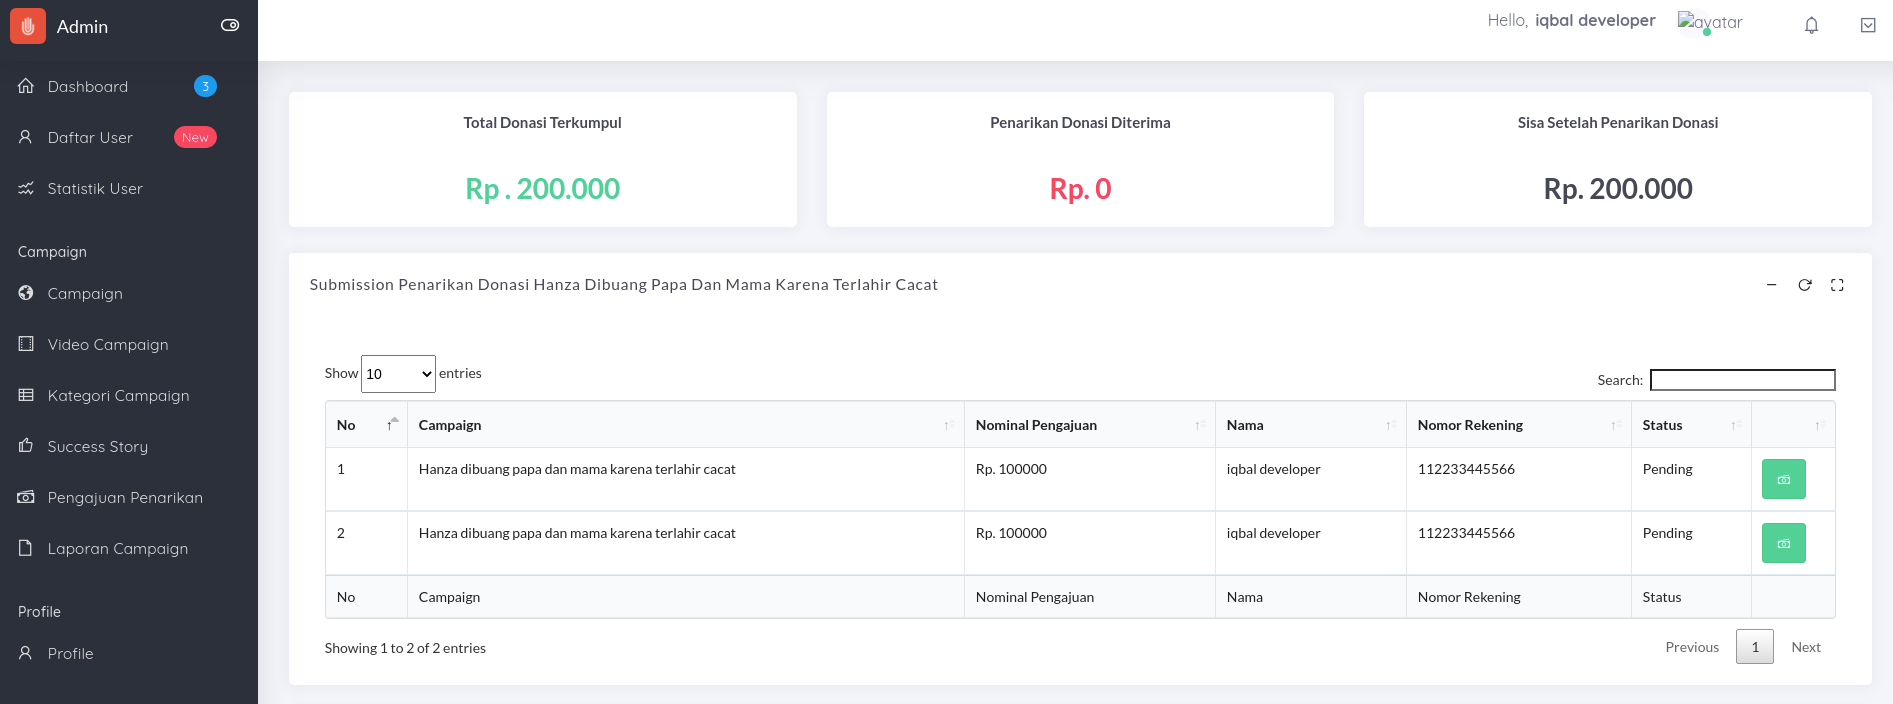 Admin
Hello, iqbal developer
avatar
Dashboard 3
Daftar User New
Statistik User
Campaign
Campaign
Video Campaign
Kategori Campaign
Success Story
Pengajuan Penarikan
Laporan Campaign
Profile
Profile
Total Donasi Terkumpul
Rp . 200.000
Penarikan Donasi Diterima
Rp. 0
Sisa Setelah Penarikan Donasi
Rp. 200.000
Submission Penarikan Donasi Hanza Dibuang Papa Dan Mama Karena Terlahir Cacat
Show 10 entries
Search:
No Campaign Nominal Pengajuan Nama Nomor Rekening Status
1 Hanza dibuang papa dan mama karena terlahir cacat Rp. 100000 iqbal developer 112233445566 Pending
2 Hanza dibuang papa dan mama karena terlahir cacat Rp. 100000 iqbal developer 112233445566 Pending
No Campaign Nominal Pengajuan Nama Nomor Rekening Status
Showing 1 to 2 of 2 entries
Previous 1 Next